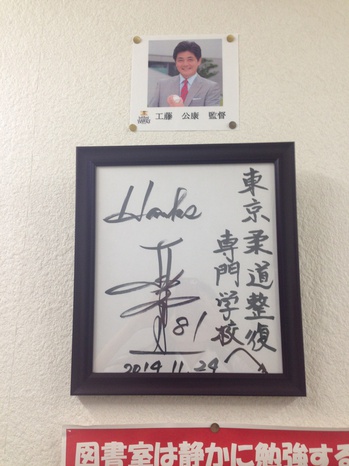 工藤 公康 監督
Hawks
東京柔道整復
専門学校へ
81
2014.11.24
図書室は静かに勉強する